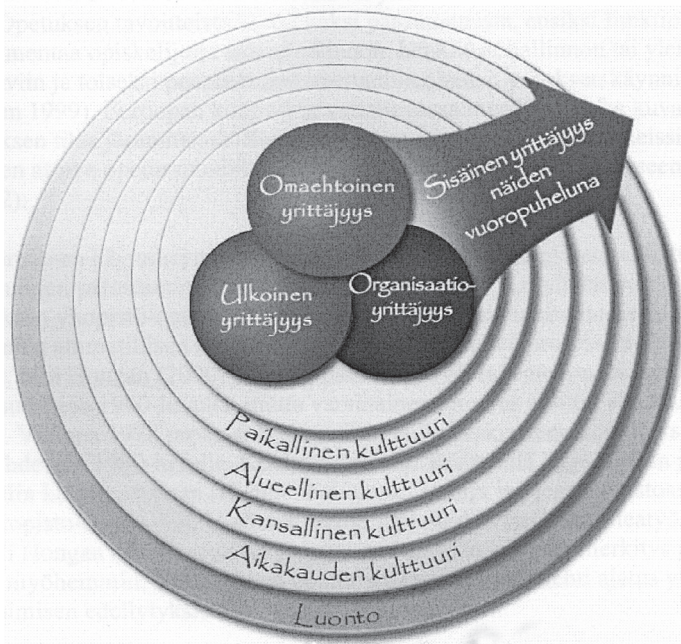 Omaehtoinen
yrittäjyys
Sisäinen yrittäjyys
näiden
vuoropuheluna
Ulkoinen
yrittäjyys
Organisaatio-
yrittäjyys
Paikallinen kulttuuri
Alueellinen kulttuuri
Kansallinen kulttuuri
Aikakauden kulttuuri
Luonto